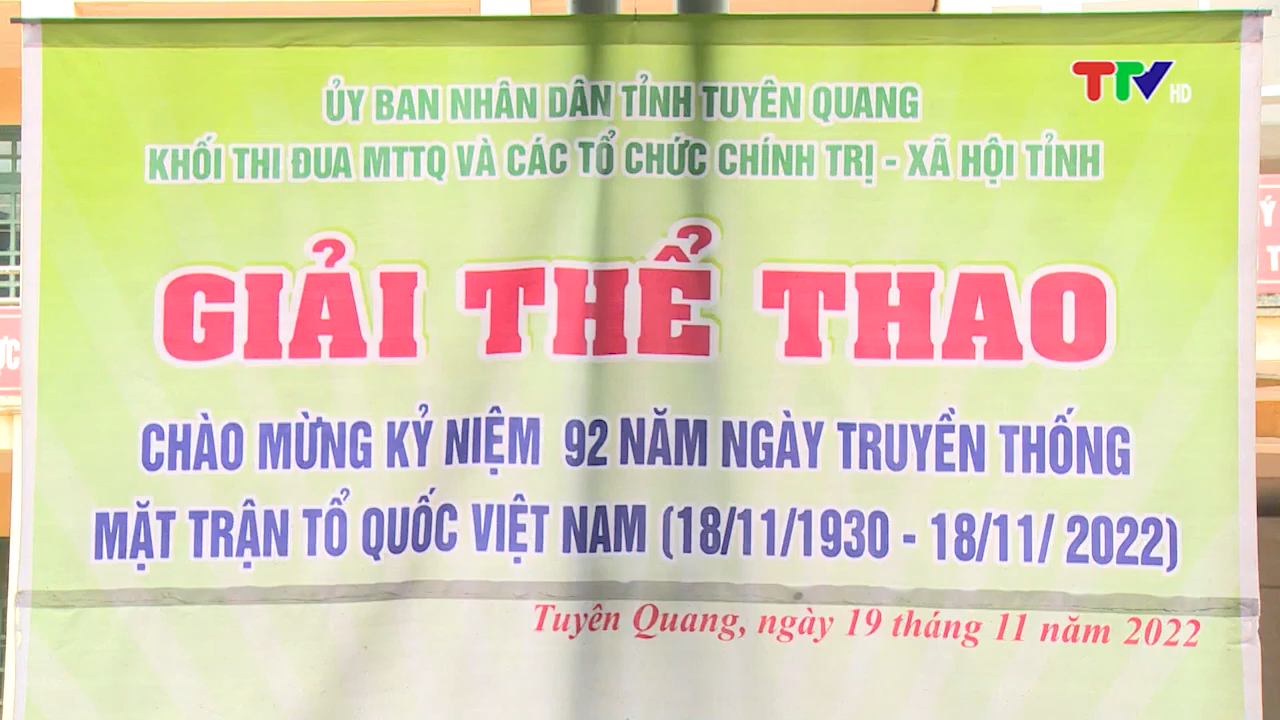 TTV HD
ỦY BAN NHÂN DÂN TỈNH TUYÊN QUANG
KHỐI THI ĐUA MTTQ VÀ CÁC TỔ CHỨC CHÍNH TRỊ - XÃ HỘI TỈNH
GIẢI THỂ THAO
CHÀO MỪNG KỶ NIỆM 92 NĂM NGÀY TRUYỀN THỐNG
MẶT TRẬN TỔ QUỐC VIỆT NAM (18/11/1930 - 18/11/ 2022)
Tuyên Quang, ngày 19 tháng 11 năm 2022